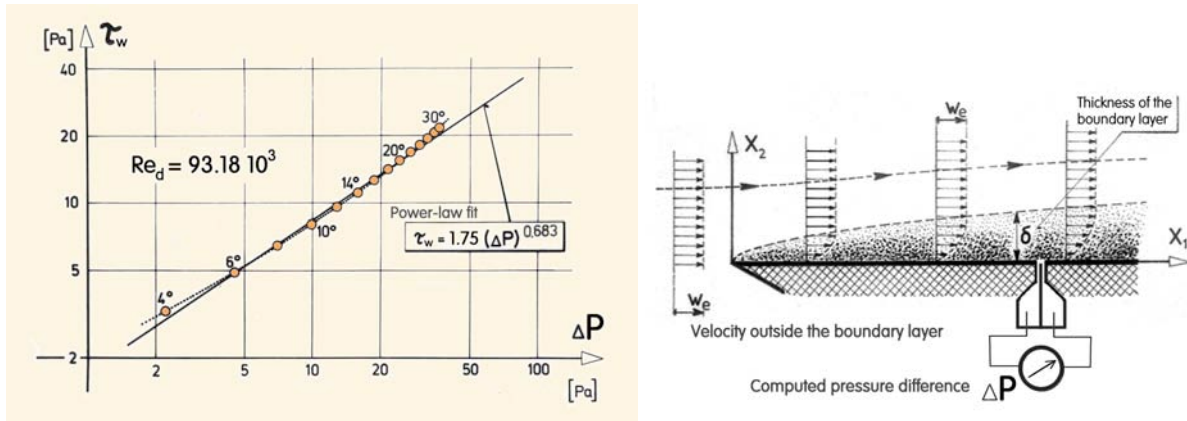 [Pa] τw
40
20
10
5
2
2 5 10 20 50 100
ΔP
[Pa]
Red = 93.18 10³
30°
20°
14°
10°
6°
4°
Power-law fit
τw = 1.75 (ΔP)^0.683
X₂
we
Thickness of the
boundary layer
δ
X₁
we
Velocity outside the boundary layer
Computed pressure difference ΔP